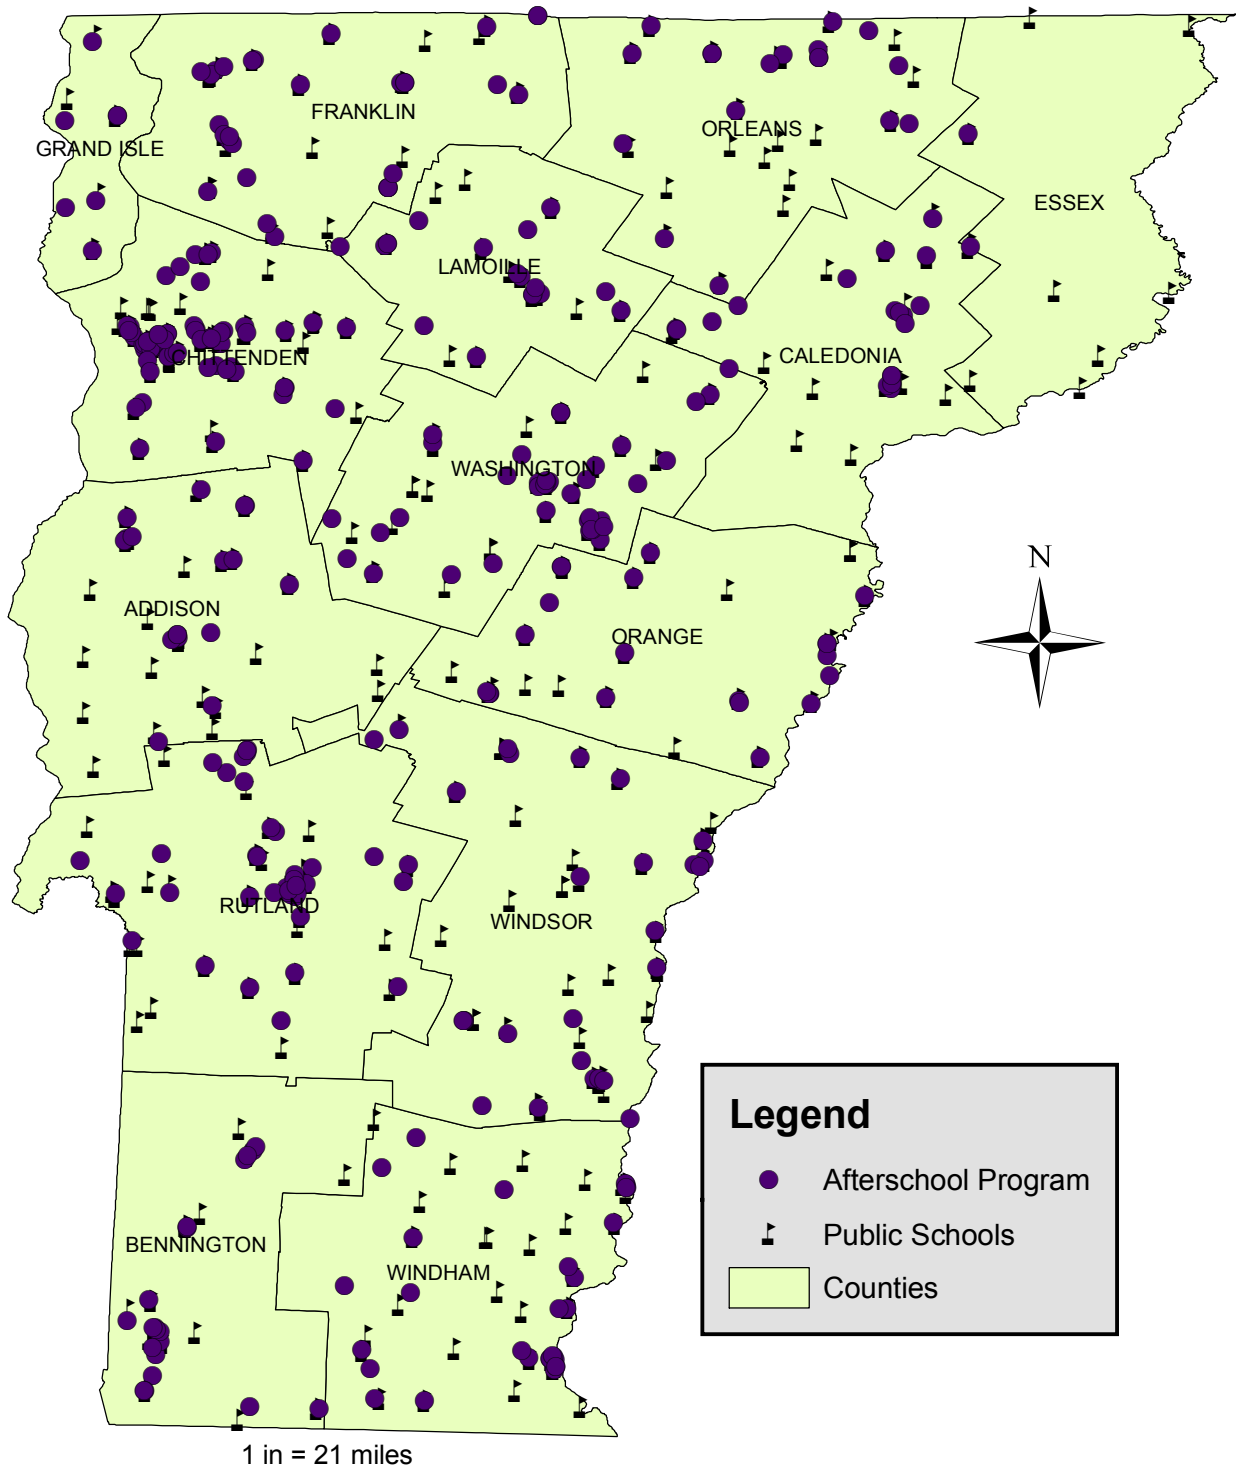 FRANKLIN
ORLEANS
GRAND ISLE
ESSEX
LAMOILLE
CHITTENDEN
CALEDONIA
WASHINGTON
N
ADDISON
ORANGE
RUTLAND
WINDSOR
Legend
Afterschool Program
Public Schools
Counties
BENNINGTON
WINDHAM
1 in = 21 miles